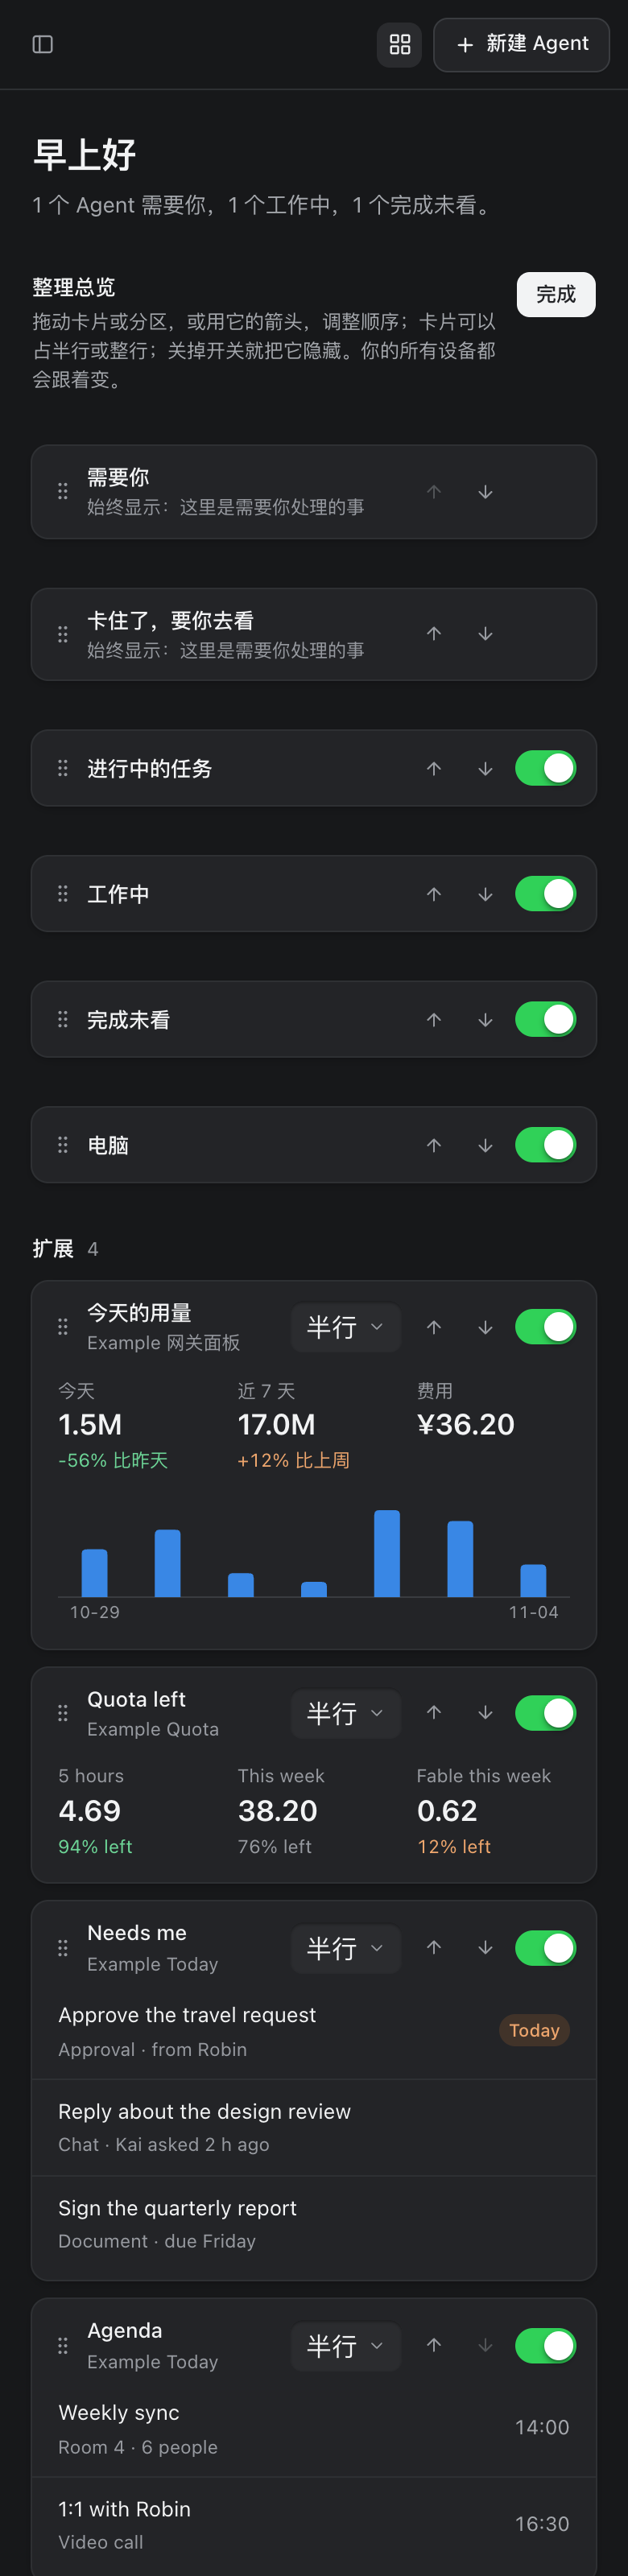 新建 Agent
早上好
1 个 Agent 需要你，1 个工作中，1 个完成未看。
整理总览
完成
拖动卡片或分区，或用它的箭头，调整顺序；卡片可以
占半行或整行；关掉开关就把它隐藏。你的所有设备都
会跟着变。
需要你
始终显示：这里是需要你处理的事
卡住了，要你去看
始终显示：这里是需要你处理的事
进行中的任务
工作中
完成未看
电脑
扩展 4
今天的用量
Example 网关面板
半行
今天 近 7 天 费用
1.5M 17.0M ¥36.20
-56% 比昨天 +12% 比上周
10-29 11-04
Quota left
Example Quota
半行
5 hours This week Fable this week
4.69 38.20 0.62
94% left 76% left 12% left
Needs me
Example Today
半行
Approve the travel request
Approval · from Robin
Today
Reply about the design review
Chat · Kai asked 2 h ago
Sign the quarterly report
Document · due Friday
Agenda
Example Today
半行
Weekly sync
Room 4 · 6 people
14:00
1:1 with Robin
Video call
16:30